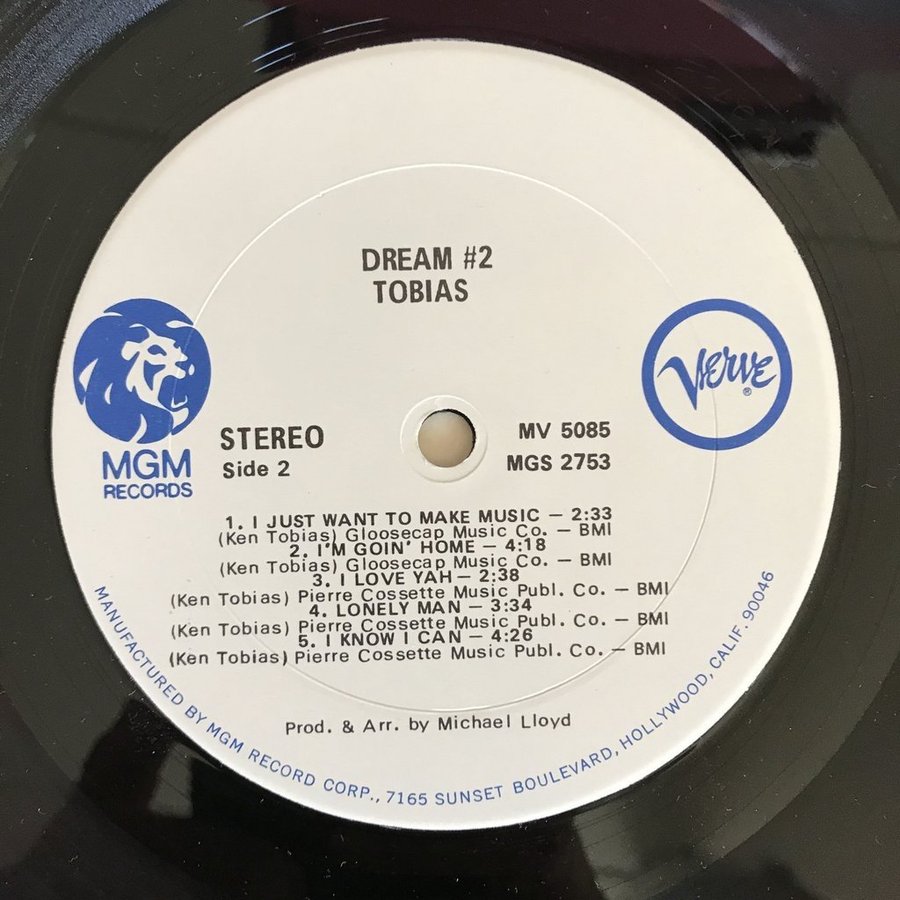 DREAM #2
TOBIAS
MGM
RECORDS
Verve
®
STEREO
Side 2
MV 5085
MGS 2753
1. I JUST WANT TO MAKE MUSIC — 2:33
(Ken Tobias) Gloosecap Music Co. — BMI
2. I'M GOIN' HOME — 4:18
(Ken Tobias) Gloosecap Music Co. — BMI
3. I LOVE YAH — 2:38
(Ken Tobias) Pierre Cossette Music Publ. Co. — BMI
4. LONELY MAN — 3:34
(Ken Tobias) Pierre Cossette Music Publ. Co. — BMI
5. I KNOW I CAN — 4:26
(Ken Tobias) Pierre Cossette Music Publ. Co. — BMI
Prod. & Arr. by Michael Lloyd
MANUFACTURED BY MGM RECORD CORP., 7165 SUNSET BOULEVARD, HOLLYWOOD, CALIF. 90046